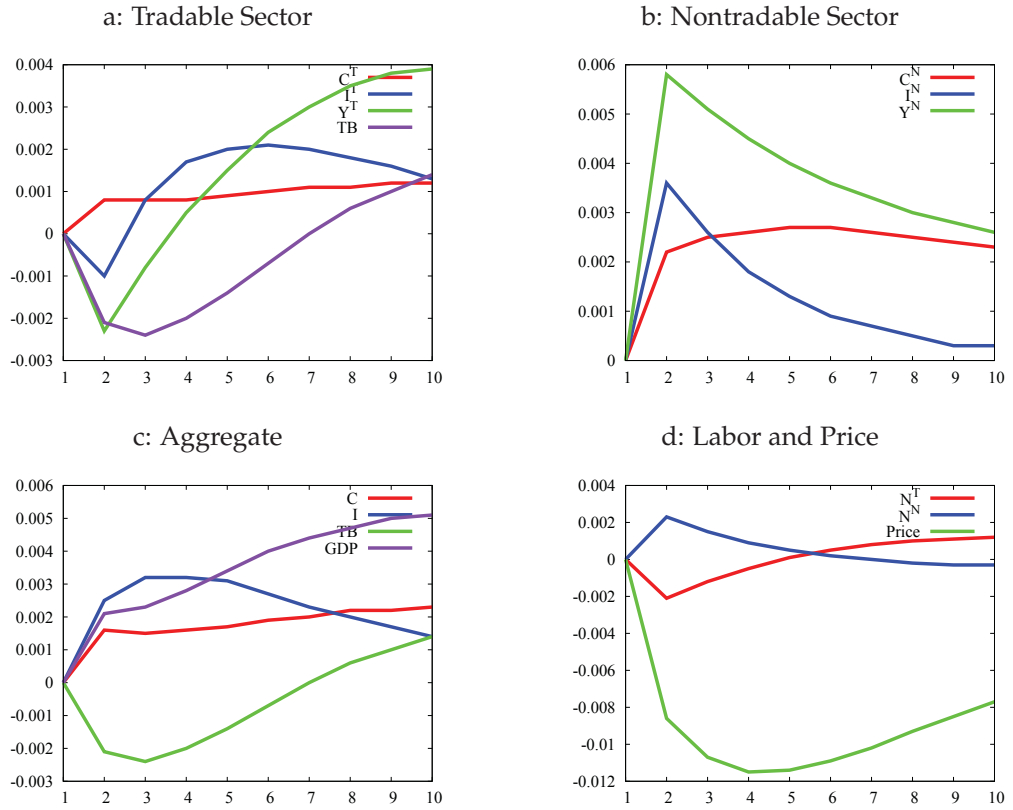 a: Tradable Sector
0.004
0.003
0.002
0.001
0
-0.001
-0.002
-0.003
1 2 3 4 5 6 7 8 9 10
C^T
I^T
Y^T
TB
b: Nontradable Sector
0.006
0.005
0.004
0.003
0.002
0.001
0
1 2 3 4 5 6 7 8 9 10
C^N
I^N
Y^N
c: Aggregate
0.006
0.005
0.004
0.003
0.002
0.001
0
-0.001
-0.002
-0.003
1 2 3 4 5 6 7 8 9 10
C
I
TB
GDP
d: Labor and Price
0.004
0.002
0
-0.002
-0.004
-0.006
-0.008
-0.01
-0.012
1 2 3 4 5 6 7 8 9 10
N^T
N^N
Price